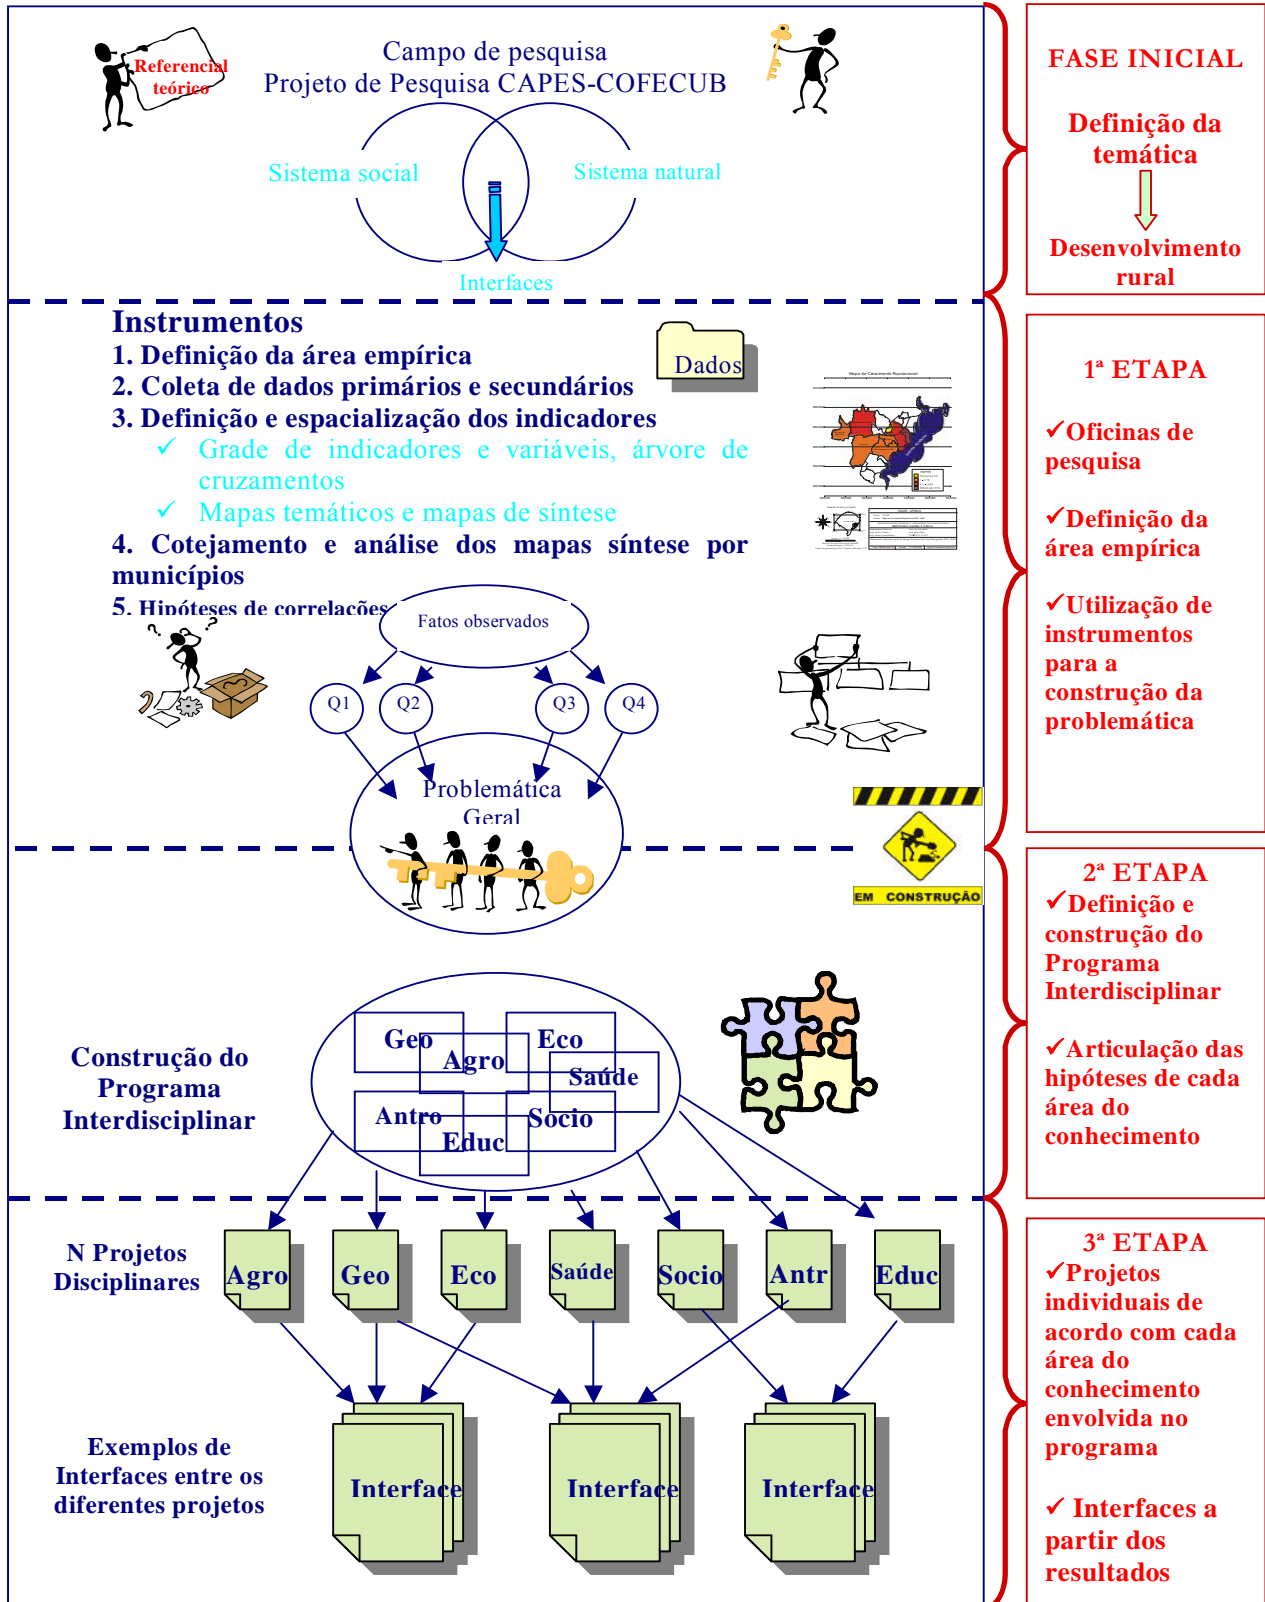 Referencial
teórico
Campo de pesquisa
Projeto de Pesquisa CAPES-COFECUB
Sistema social
Sistema natural
Interfaces
FASE INICIAL
Definição da
temática
Desenvolvimento
rural
Instrumentos
1. Definição da área empírica
2. Coleta de dados primários e secundários
3. Definição e espacialização dos indicadores
✓ Grade de indicadores e variáveis, árvore de
cruzamentos
✓ Mapas temáticos e mapas de síntese
4. Cotejamento e análise dos mapas síntese por
municípios
5. Hipóteses de correlações
Dados
Mapa de Crescimento Populacional
Fatos observados
Q1
Q2
Q3
Q4
Problemática
Geral
EM CONSTRUÇÃO
1ª ETAPA
✓Oficinas de
pesquisa
✓Definição da
área empírica
✓Utilização de
instrumentos
para a
construção da
problemática
Construção do
Programa
Interdisciplinar
Geo
Agro
Eco
Saúde
Antro
Educ
Socio
2ª ETAPA
✓Definição e
construção do
Programa
Interdisciplinar
✓Articulação das
hipóteses de cada
área do
conhecimento
N Projetos
Disciplinares
Agro
Geo
Eco
Saúde
Socio
Antr
Educ
Exemplos de
Interfaces entre os
diferentes projetos
Interface
Interface
Interface
3ª ETAPA
✓Projetos
individuais de
acordo com cada
área do
conhecimento
envolvida no
programa
✓ Interfaces a
partir dos
resultados